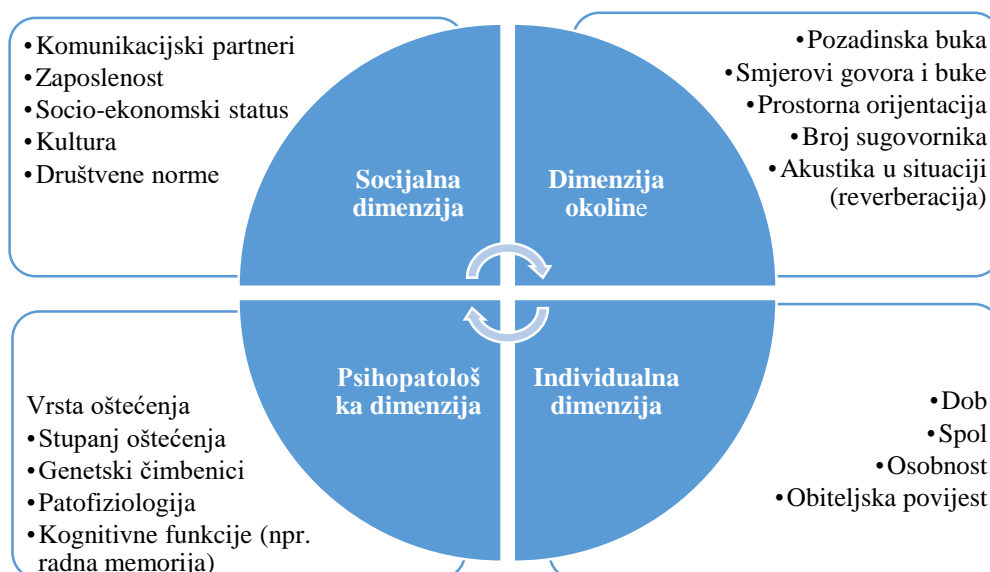 •Komunikacijski partneri
•Zaposlenost
•Socio-ekonomski status
•Kultura
•Društvene norme
•Pozadinska buka
•Smjerovi govora i buke
•Prostorna orijentacija
•Broj sugovornika
•Akustika u situaciji
(reverberacija)
Socijalna
dimenzija
Dimenzija
okoline
Psihopatološ
ka dimenzija
Individualna
dimenzija
Vrsta oštećenja
•Stupanj oštećenja
•Genetski čimbenici
•Patofiziologija
•Kognitivne funkcije (npr.
radna memorija)
•Dob
•Spol
•Osobnost
•Obiteljska povijest